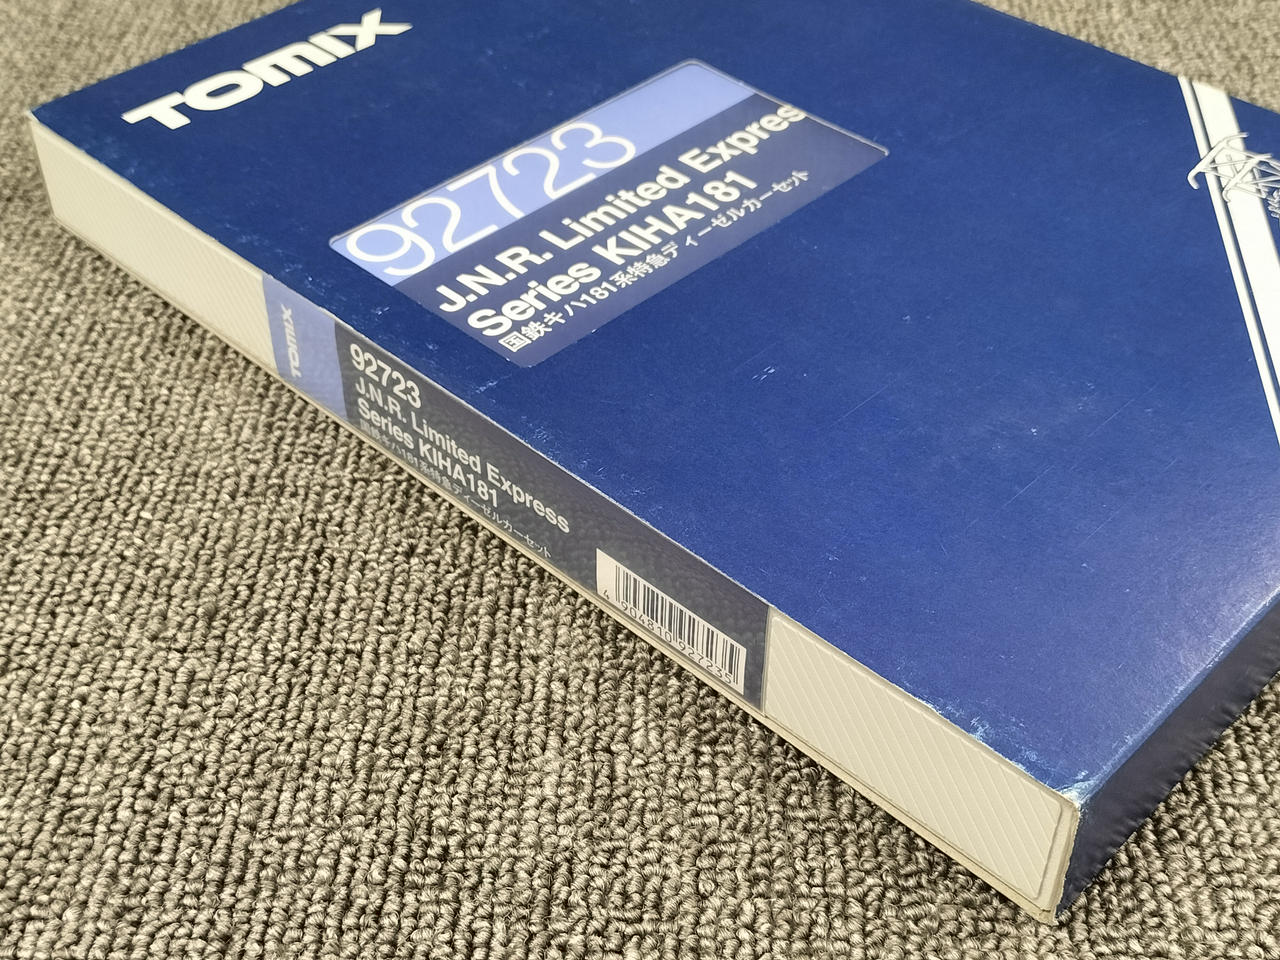 TOMIX
92723
J.N.R. Limited Expres
Series KIHA181
国鉄キハ181系特急ディーゼルカーセット
TOMIX
92723
J.N.R. Limited Express
Series KIHA181
国鉄キハ181系特急ディーゼルカーセット
4 904810 927235